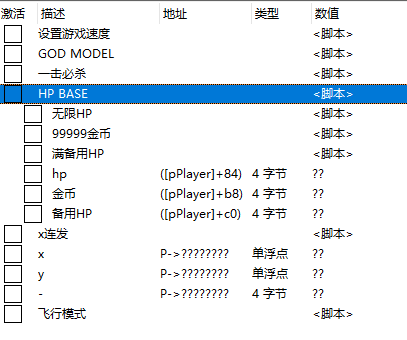 激活 描述 地址 类型 数值
设置游戏速度 <脚本>
GOD MODEL <脚本>
一击必杀 <脚本>
HP BASE <脚本>
无限HP <脚本>
99999金币 <脚本>
满备用HP <脚本>
hp ([pPlayer]+84) 4 字节 ??
金币 ([pPlayer]+b8) 4 字节 ??
备用HP ([pPlayer]+c0) 4 字节 ??
x连发 <脚本>
x P->???????? 单浮点 ??
y P->???????? 单浮点 ??
- P->???????? 4 字节 ??
飞行模式 <脚本>